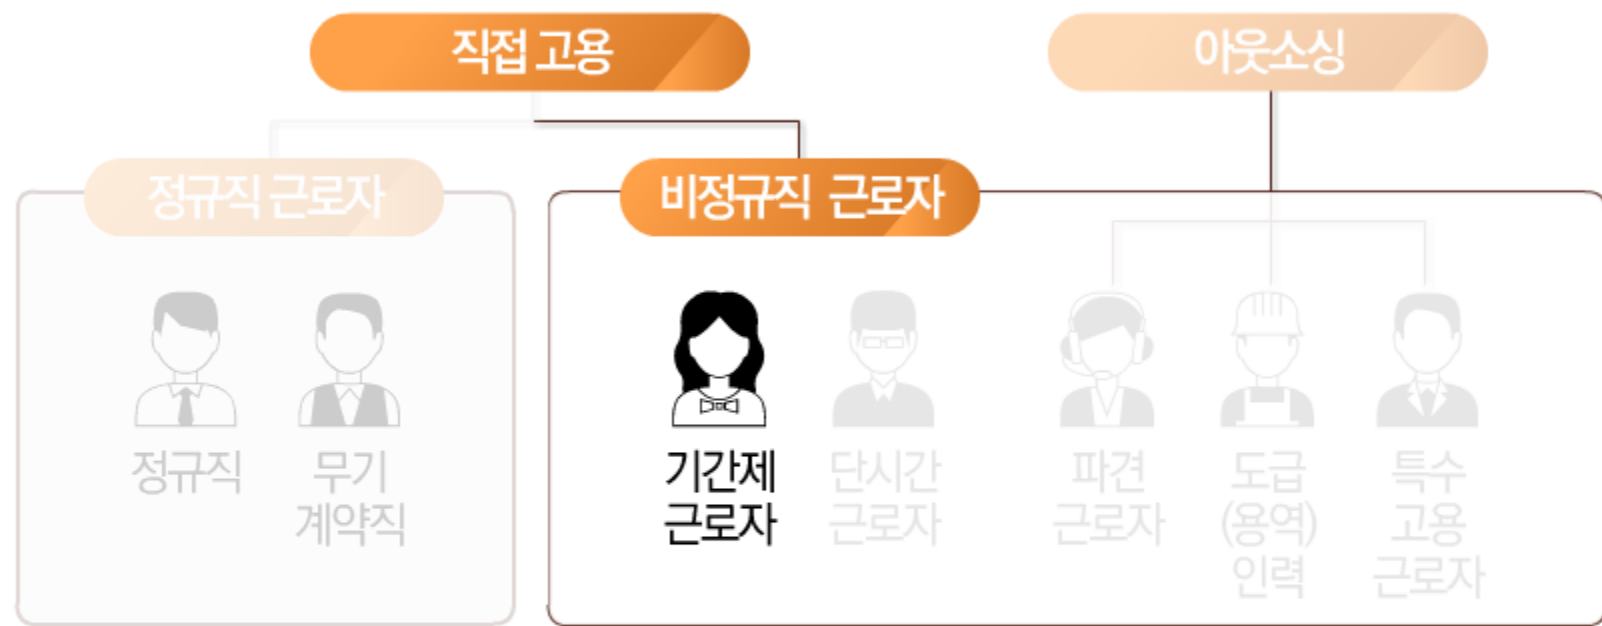 직접 고용
아웃소싱
정규직 근로자
비정규직 근로자
정규직
무기
계약직
기간제
근로자
단시간
근로자
파견
근로자
도급
(용역)
인력
특수
고용
근로자